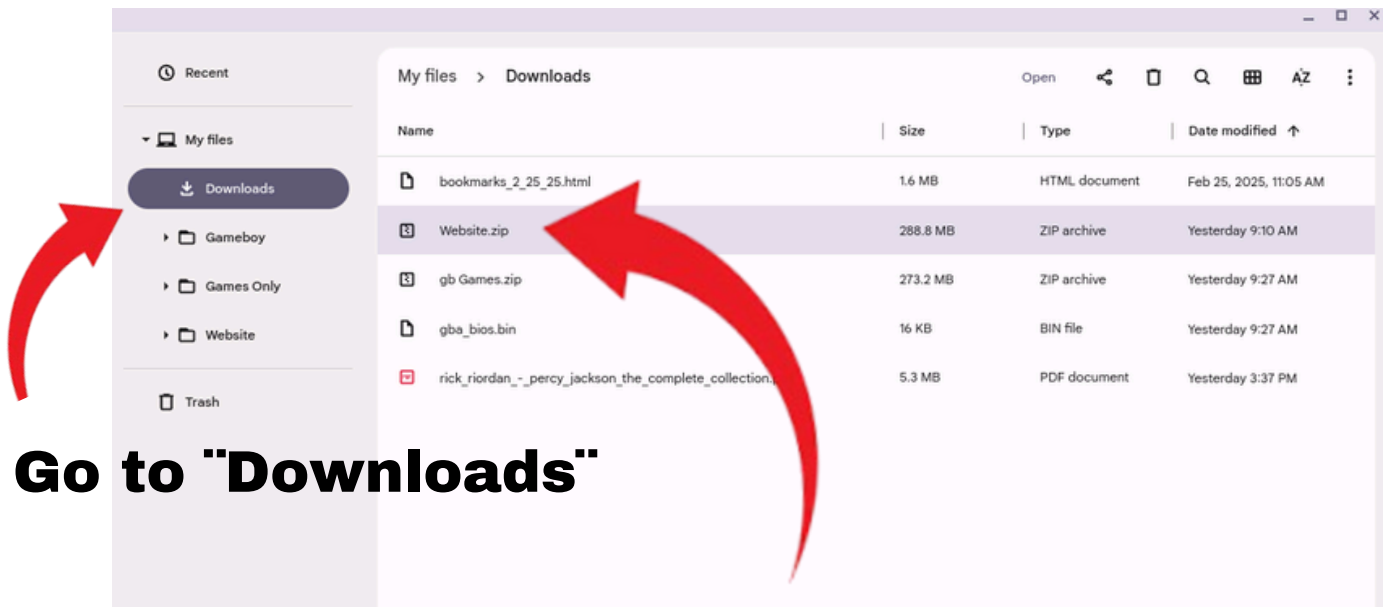 Recent
My files
Downloads
Gameboy
Games Only
Website
Trash
My files > Downloads
Open
AZ
Name Size Type Date modified
bookmarks_2_25_25.html 1.6 MB HTML document Feb 25, 2025, 11:05 AM
Website.zip 288.8 MB ZIP archive Yesterday 9:10 AM
gb Games.zip 273.2 MB ZIP archive Yesterday 9:27 AM
gba_bios.bin 16 KB BIN file Yesterday 9:27 AM
rick_riordan_-_percy_jackson_the_complete_collection. 5.3 MB PDF document Yesterday 3:37 PM
Go to ¨Downloads¨